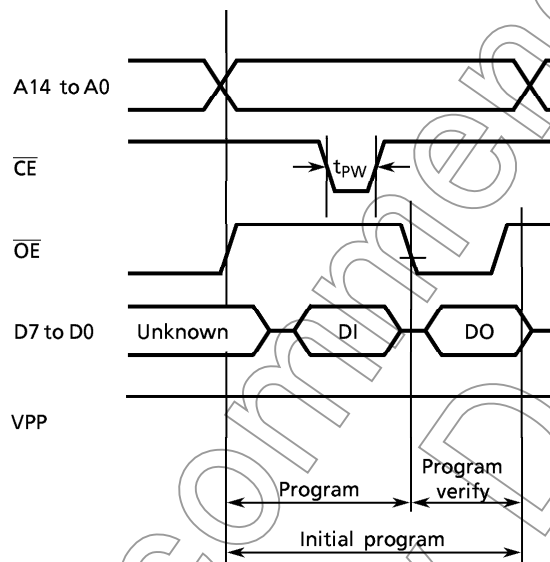 A14 to A0
CE
tPW
OE
D7 to D0
Unknown
DI
DO
VPP
Program
Program
verify
Initial program